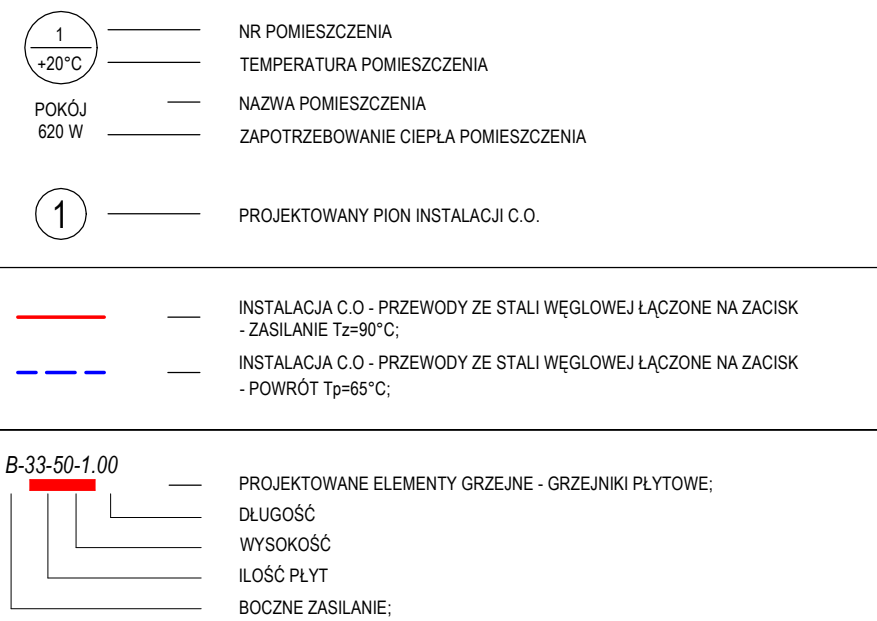 1
NR POMIESZCZENIA
+20°C
TEMPERATURA POMIESZCZENIA
POKÓJ
NAZWA POMIESZCZENIA
620 W
ZAPOTRZEBOWANIE CIEPŁA POMIESZCZENIA
1
PROJEKTOWANY PION INSTALACJI C.O.
INSTALACJA C.O - PRZEWODY ZE STALI WĘGLOWEJ ŁĄCZONE NA ZACISK
- ZASILANIE Tz=90°C;
INSTALACJA C.O - PRZEWODY ZE STALI WĘGLOWEJ ŁĄCZONE NA ZACISK
- POWRÓT Tp=65°C;
B-33-50-1.00
PROJEKTOWANE ELEMENTY GRZEJNE - GRZEJNIKI PŁYTOWE;
DŁUGOŚĆ
WYSOKOŚĆ
ILOŚĆ PŁYT
BOCZNE ZASILANIE;